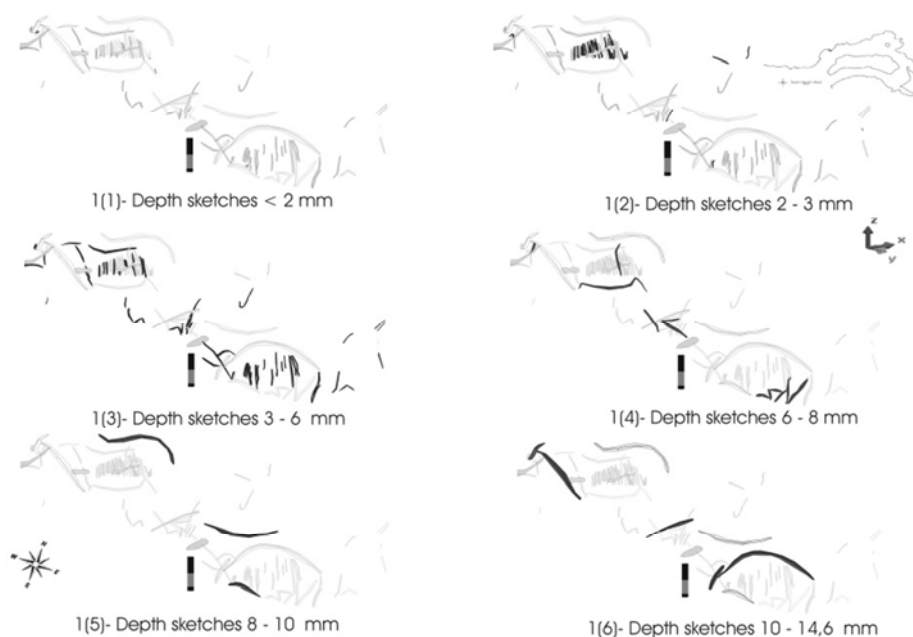 1(1)- Depth sketches < 2 mm
1(2)- Depth sketches 2 - 3 mm
z
x
y
1(3)- Depth sketches 3 - 6 mm
1(4)- Depth sketches 6 - 8 mm
1(5)- Depth sketches 8 - 10 mm
1(6)- Depth sketches 10 - 14,6 mm